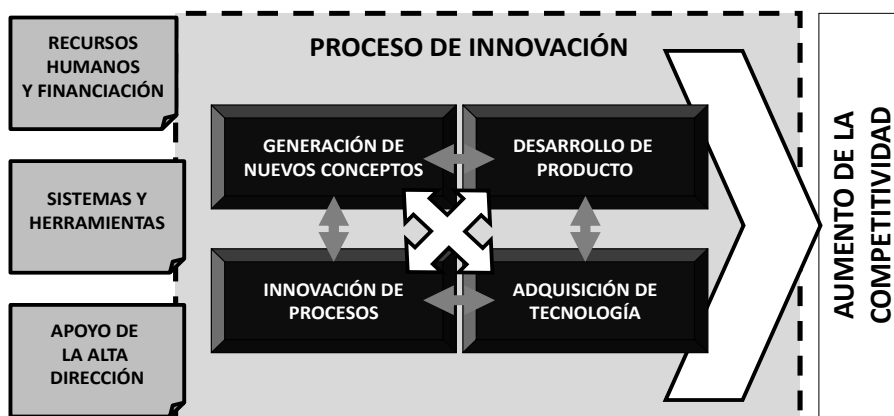 RECURSOS
HUMANOS
Y FINANCIACIÓN
SISTEMAS Y
HERRAMIENTAS
APOYO DE
LA ALTA
DIRECCIÓN
PROCESO DE INNOVACIÓN
GENERACIÓN DE
NUEVOS CONCEPTOS
DESARROLLO DE
PRODUCTO
INNOVACIÓN DE
PROCESOS
ADQUISICIÓN DE
TECNOLOGÍA
AUMENTO DE LA
COMPETITIVIDAD